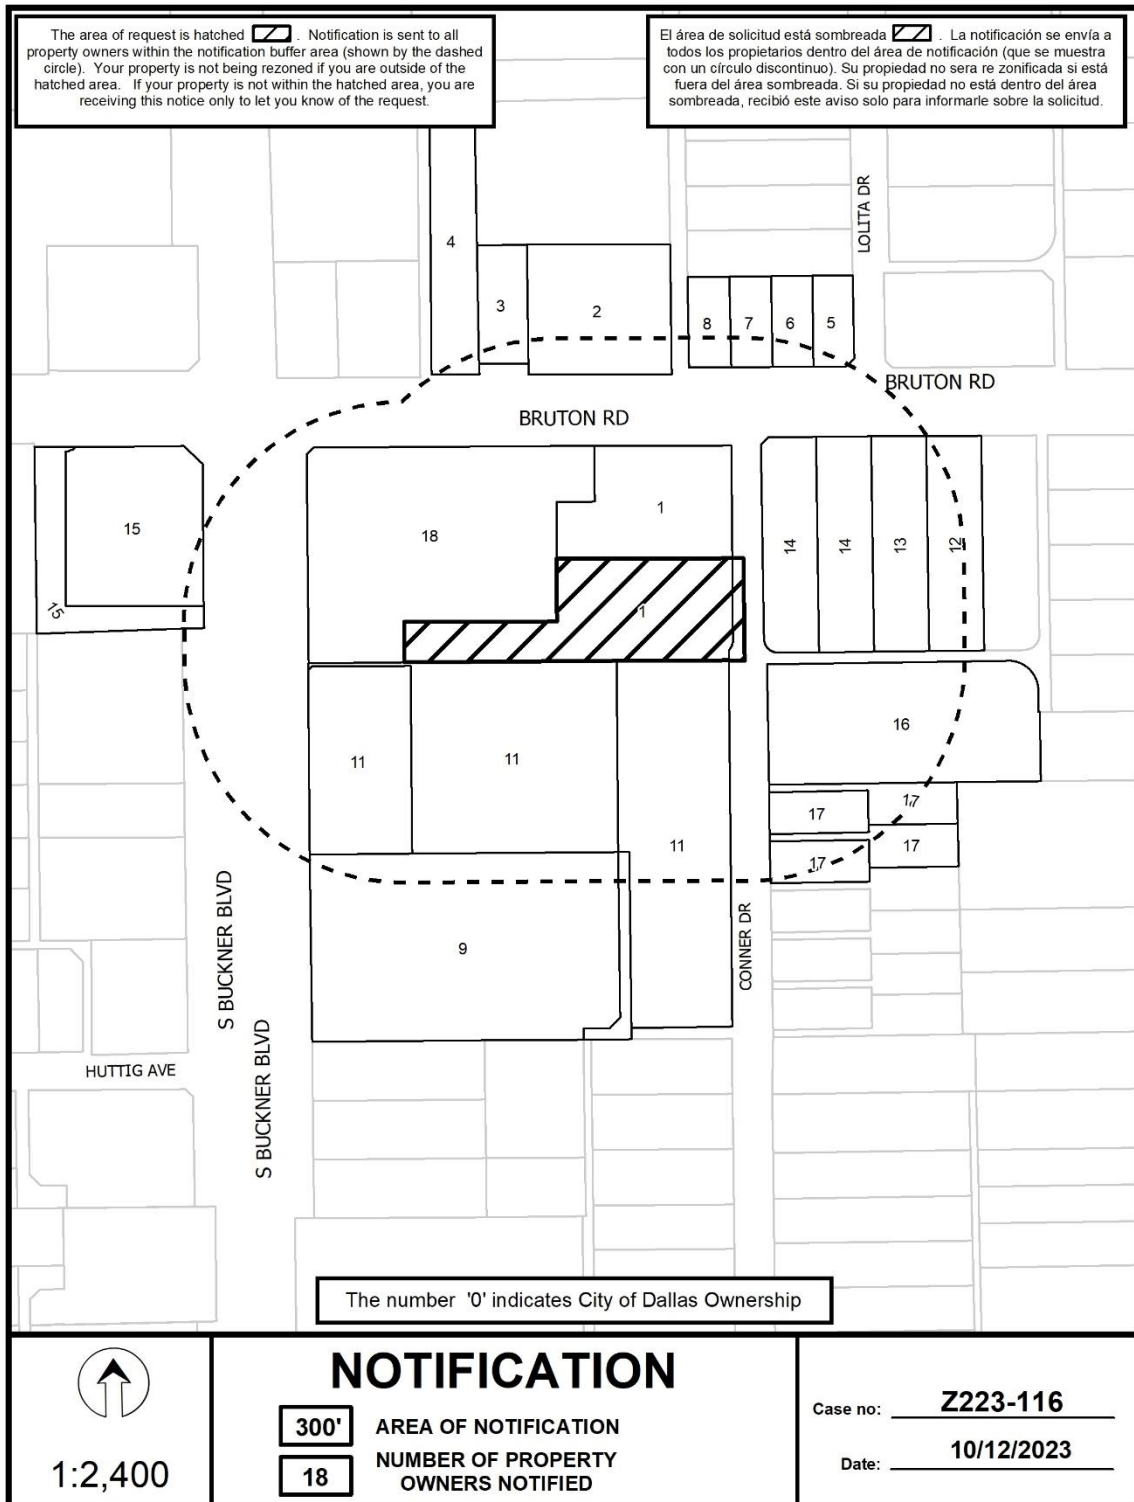 The area of request is hatched . Notification is sent to all
property owners within the notification buffer area (shown by the dashed
circle). Your property is not being rezoned if you are outside of the
hatched area. If your property is not within the hatched area, you are
receiving this notice only to let you know of the request.
El área de solicitud está sombreada . La notificación se envía a
todos los propietarios dentro del área de notificación (que se muestra
con un círculo discontinuo). Su propiedad no sera re zonificada si está
fuera del área sombreada. Si su propiedad no está dentro del área
sombreada, recibió este aviso solo para informarle sobre la solicitud.
LOLITA DR
4
3
2
8
7
6
5
BRUTON RD
BRUTON RD
15
18
1
14
14
13
12
15
1
16
11
11
17
17
11
17
17
S BUCKNER BLVD
9
CONNER DR
S BUCKNER BLVD
HUTTIG AVE
The number '0' indicates City of Dallas Ownership
1:2,400
NOTIFICATION
300' AREA OF NOTIFICATION
18 NUMBER OF PROPERTY
OWNERS NOTIFIED
Case no: Z223-116
Date: 10/12/2023